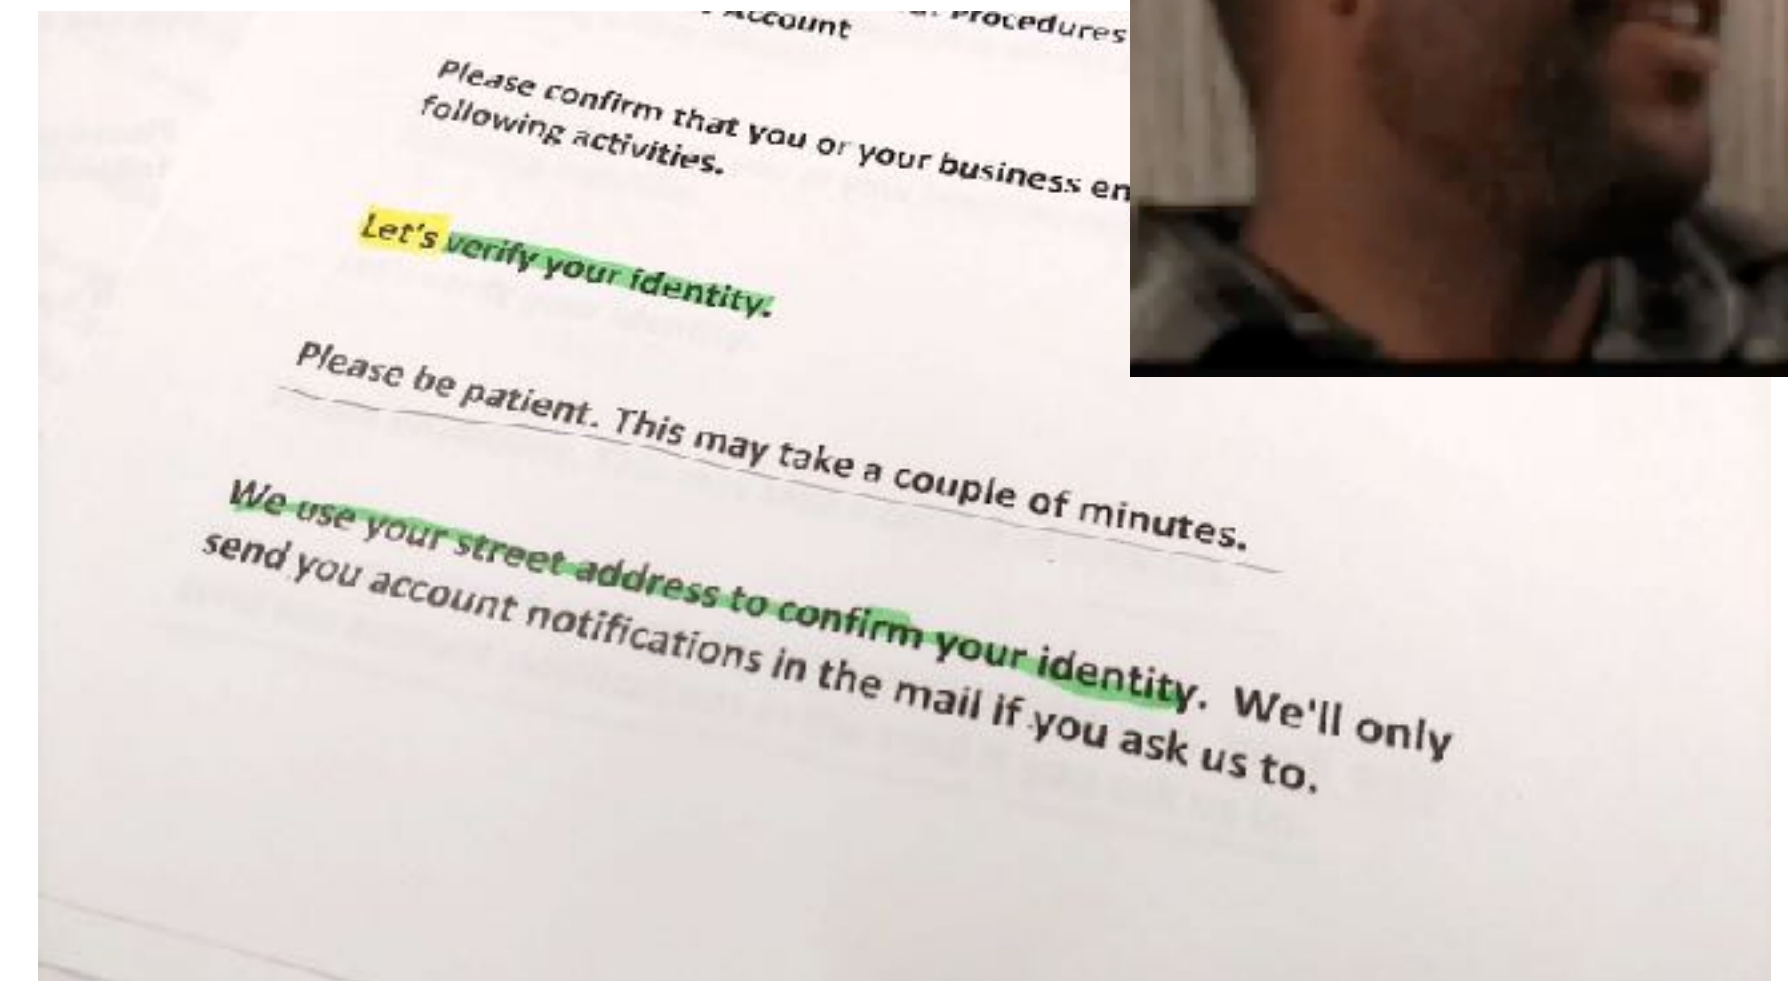 Procedures
Account
Please confirm that you or your business
following activities.
Let's verify your identity.
Please be patient. This may take a couple of minutes.
We use your street address to confirm your identity. We'll only
send you account notifications in the mail if you ask us to.